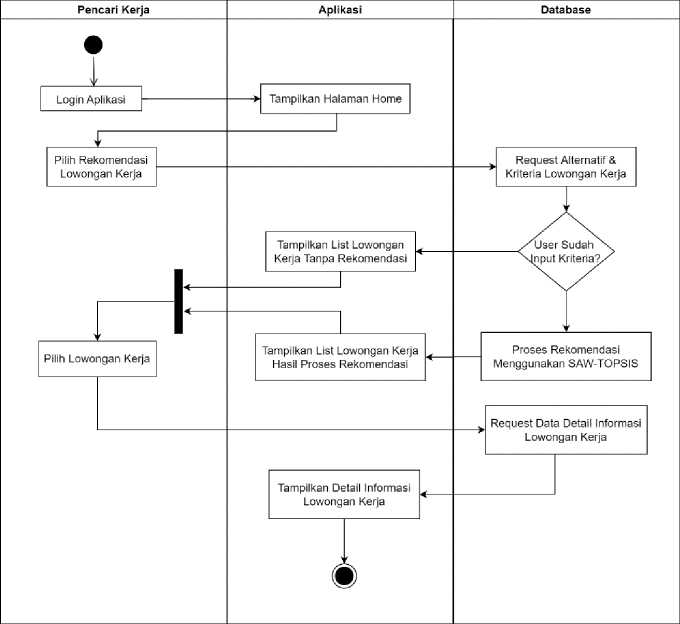 Pencari Kerja
Aplikasi
Database
Login Aplikasi
Tampilkan Halaman Home
Pilih Rekomendasi
Lowongan Kerja
Request Alternatif &
Kriteria Lowongan Kerja
User Sudah
Input Kriteria?
Tampilkan List Lowongan
Kerja Tanpa Rekomendasi
Proses Rekomendasi
Menggunakan SAW-TOPSIS
Tampilkan List Lowongan Kerja
Hasil Proses Rekomendasi
Pilih Lowongan Kerja
Request Data Detail Informasi
Lowongan Kerja
Tampilkan Detail Informasi
Lowongan Kerja